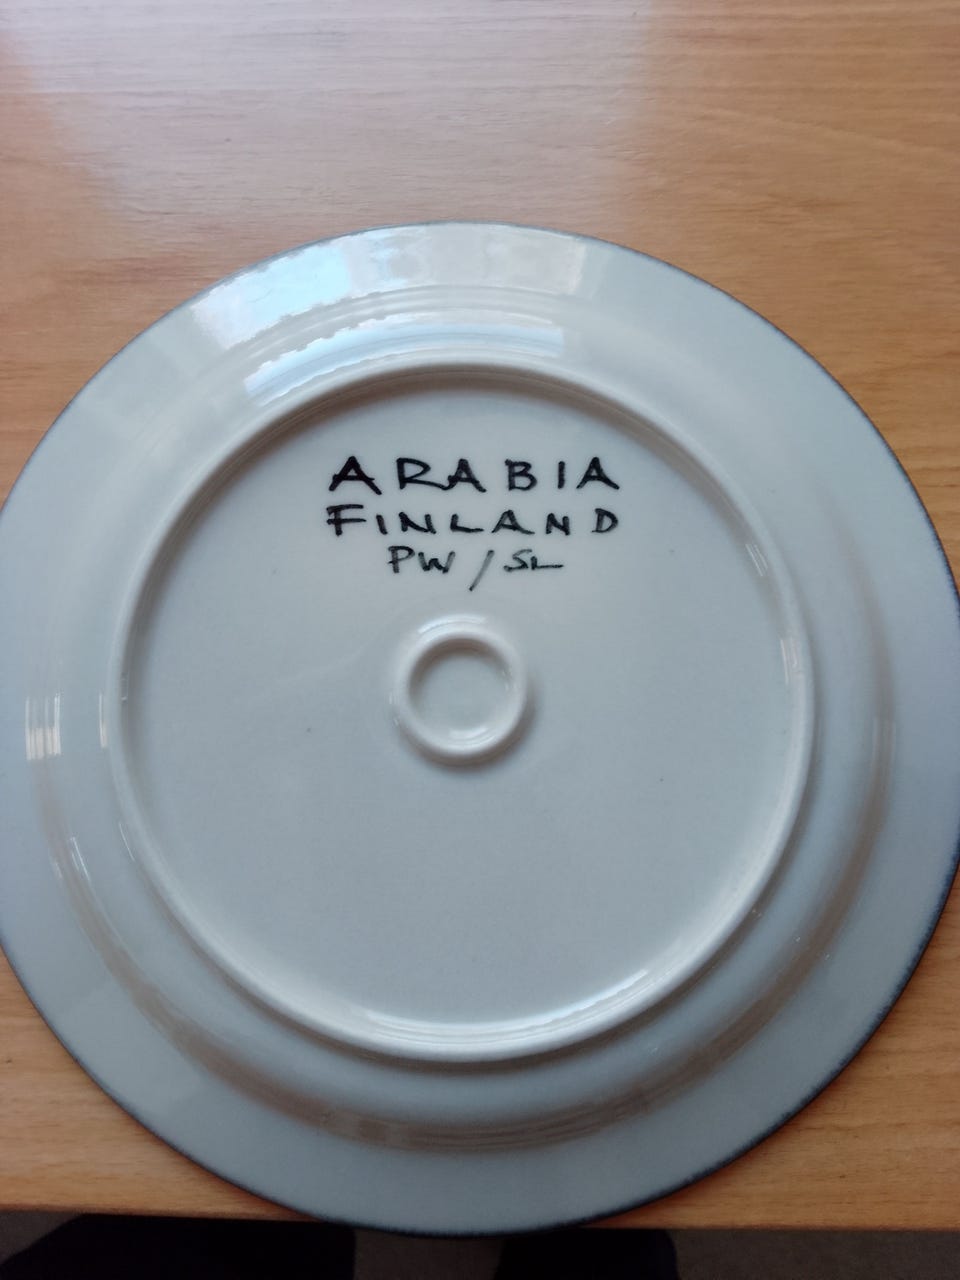 ARABIA
FINLAND
PW / SL